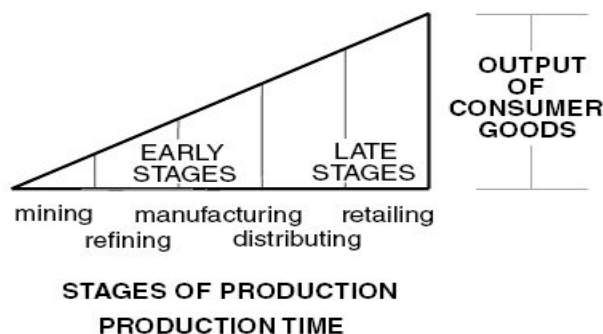 EARLY
STAGES
LATE
STAGES
OUTPUT
OF
CONSUMER
GOODS
mining
manufacturing
retailing
refining
distributing
STAGES OF PRODUCTION
PRODUCTION TIME